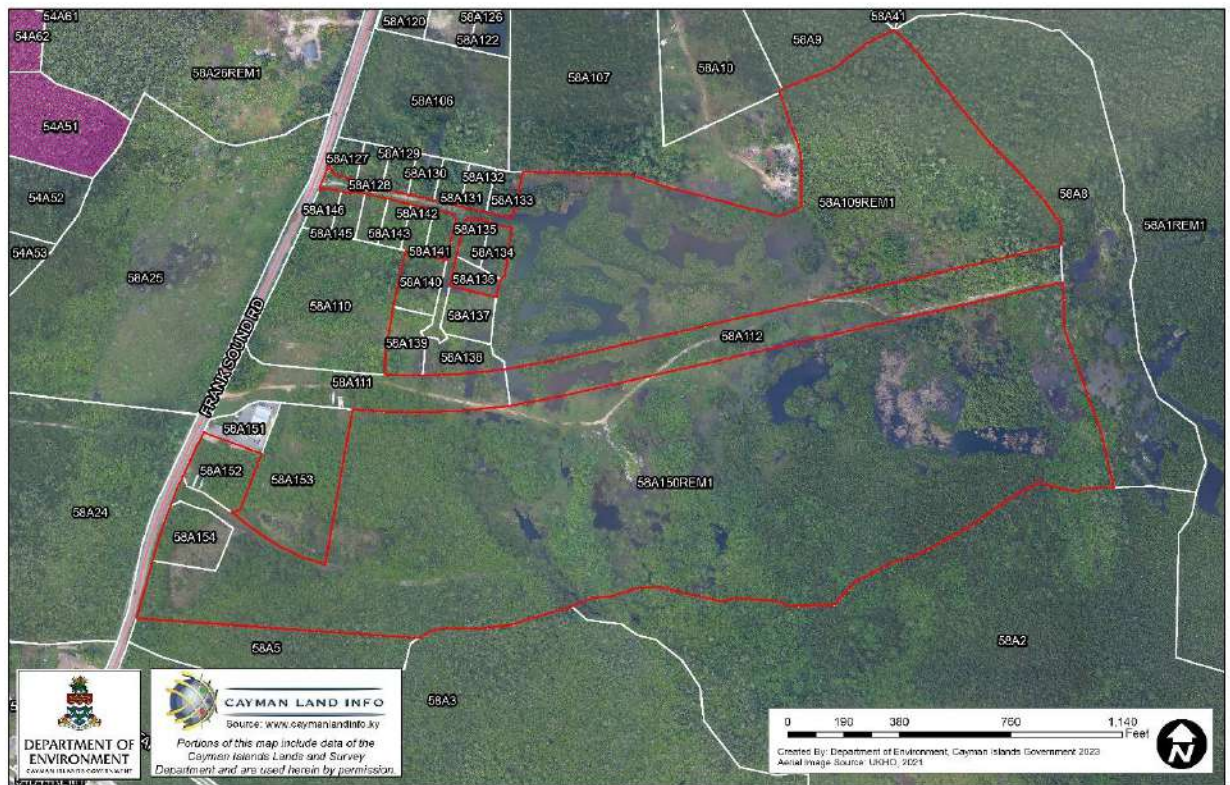 54A61
58A120
58A126
58A41
54A62
58A122
58A9
58A26REM1
58A107
58A10
58A106
54A51
58A127
58A129
58A130
58A132
58A128
58A131
58A133
54A52
58A8
58A109REM1
58A146
58A142
58A1REM1
58A145
58A143
58A135
54A53
58A141
58A134
58A25
58A140
58A136
58A110
58A137
58A112
58A139
58A138
FRANK SOUND RD
58A111
58A151
58A152
58A153
58A150REM1
58A24
58A154
58A5
58A2
58A3
DEPARTMENT OF
ENVIRONMENT
CAYMAN ISLANDS GOVERNMENT
CAYMAN LAND INFO
Source: www.caymanlandinfo.ky
Portions of this map include data of the
Cayman Islands Lands and Survey
Department and are used herein by permission.
0 190 380 760 1,140
Feet
Created By: Department of Environment, Cayman Islands Government 2023
Aerial Image Source: UKHO, 2021
N